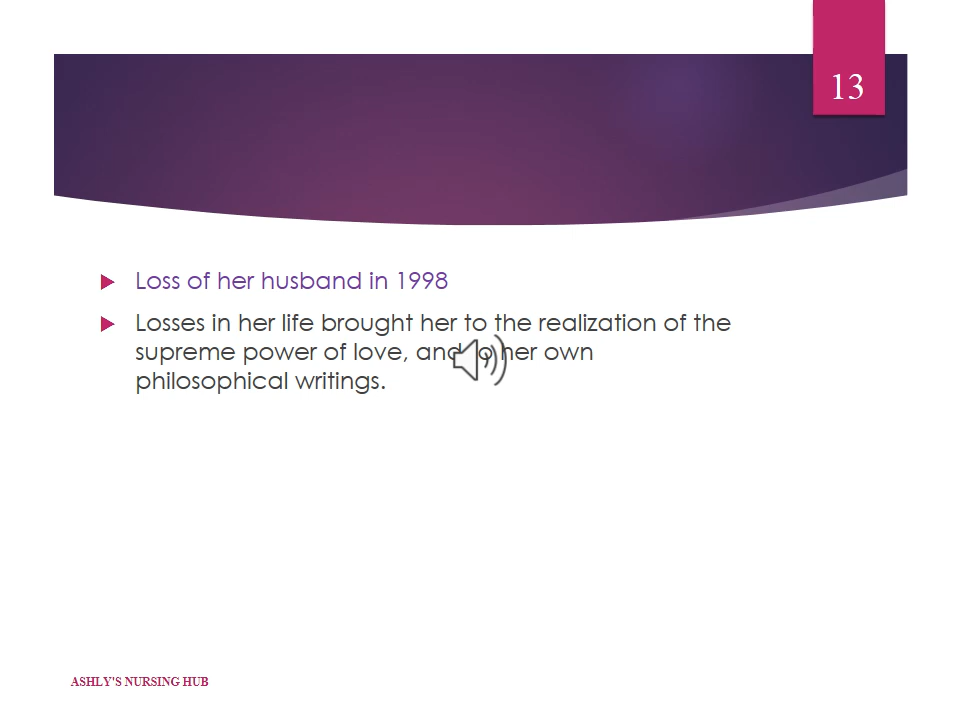 13
Loss of her husband in 1998
Losses in her life brought her to the realization of the
supreme power of love, and her own
philosophical writings.
ASHLY'S NURSING HUB